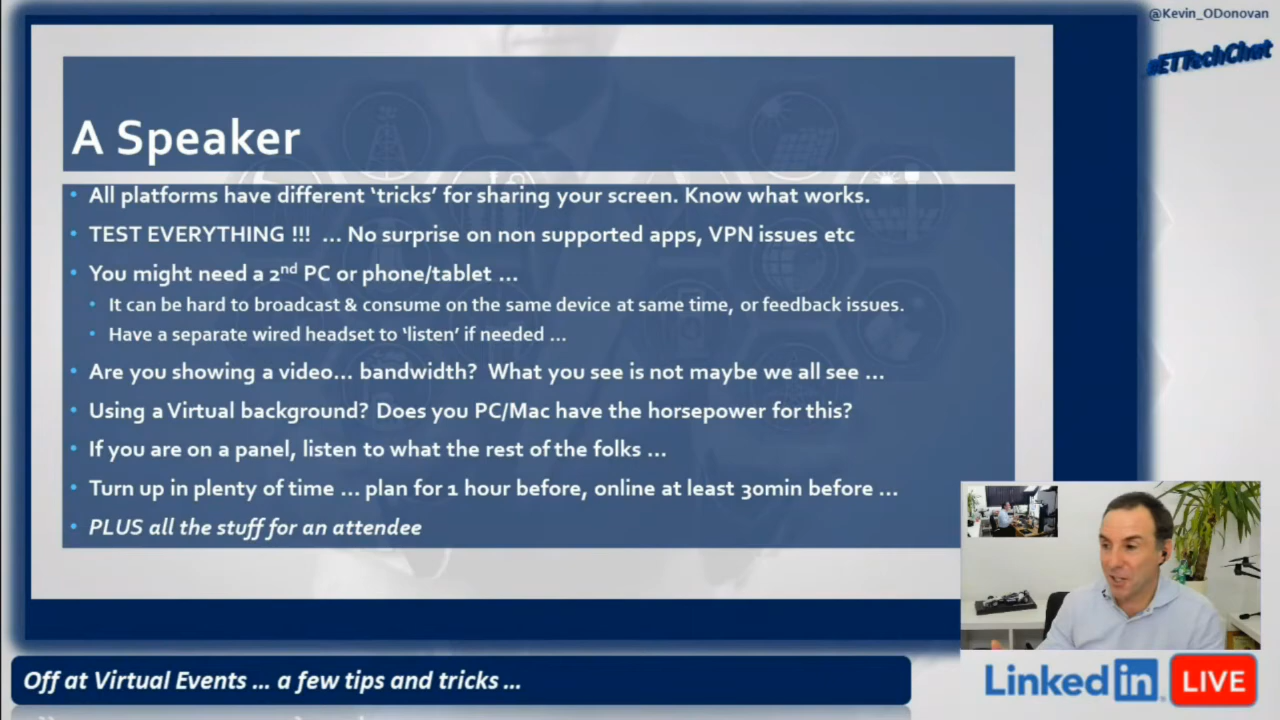 @Kevin_ODonovan
#ETTechChat
A Speaker
• All platforms have different ‘tricks’ for sharing your screen. Know what works.
• TEST EVERYTHING !!! … No surprise on non supported apps, VPN issues etc
• You might need a 2nd PC or phone/tablet …
• It can be hard to broadcast & consume on the same device at same time, or feedback issues.
• Have a separate wired headset to ‘listen’ if needed …
• Are you showing a video… bandwidth? What you see is not maybe we all see …
• Using a Virtual background? Does you PC/Mac have the horsepower for this?
• If you are on a panel, listen to what the rest of the folks …
• Turn up in plenty of time … plan for 1 hour before, online at least 30min before …
• PLUS all the stuff for an attendee
Off at Virtual Events … a few tips and tricks …
Linked in LIVE